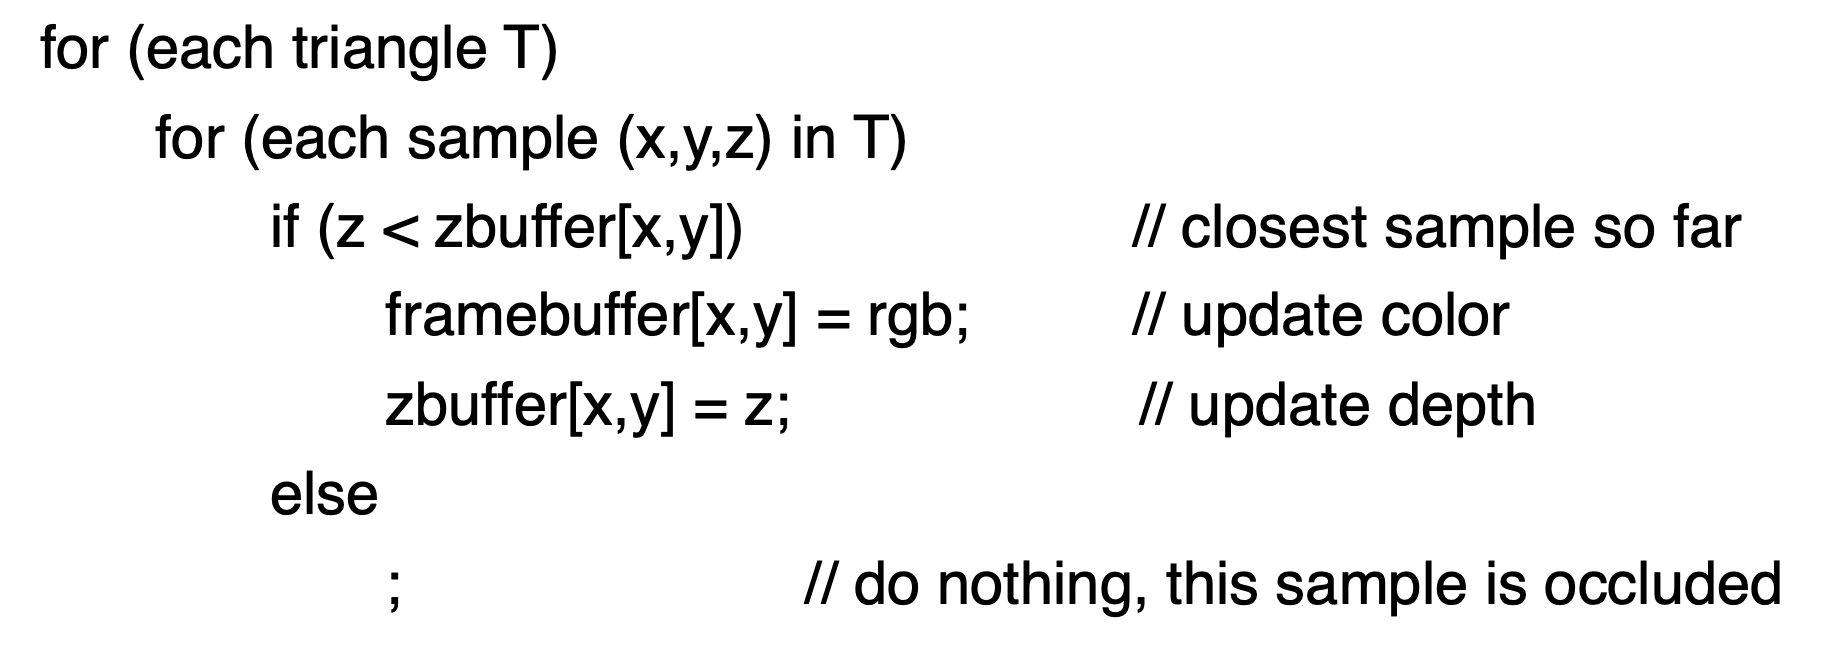 for (each triangle T)
for (each sample (x,y,z) in T)
if (z < zbuffer[x,y]) // closest sample so far
framebuffer[x,y] = rgb; // update color
zbuffer[x,y] = z; // update depth
else
; // do nothing, this sample is occluded